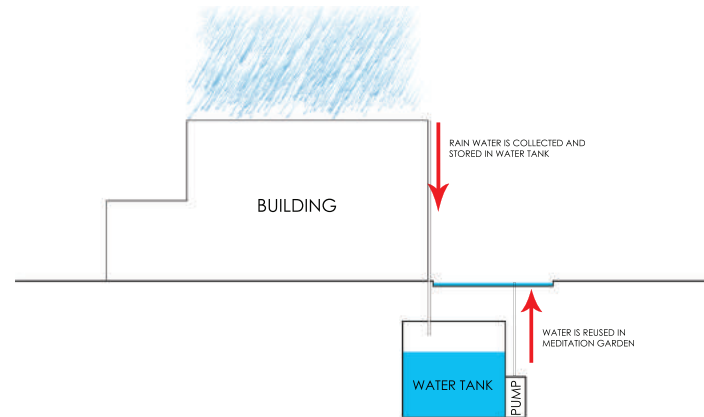 RAIN WATER IS COLLECTED AND
STORED IN WATER TANK
BUILDING
WATER IS REUSED IN
MEDITATION GARDEN
WATER TANK
PUMP